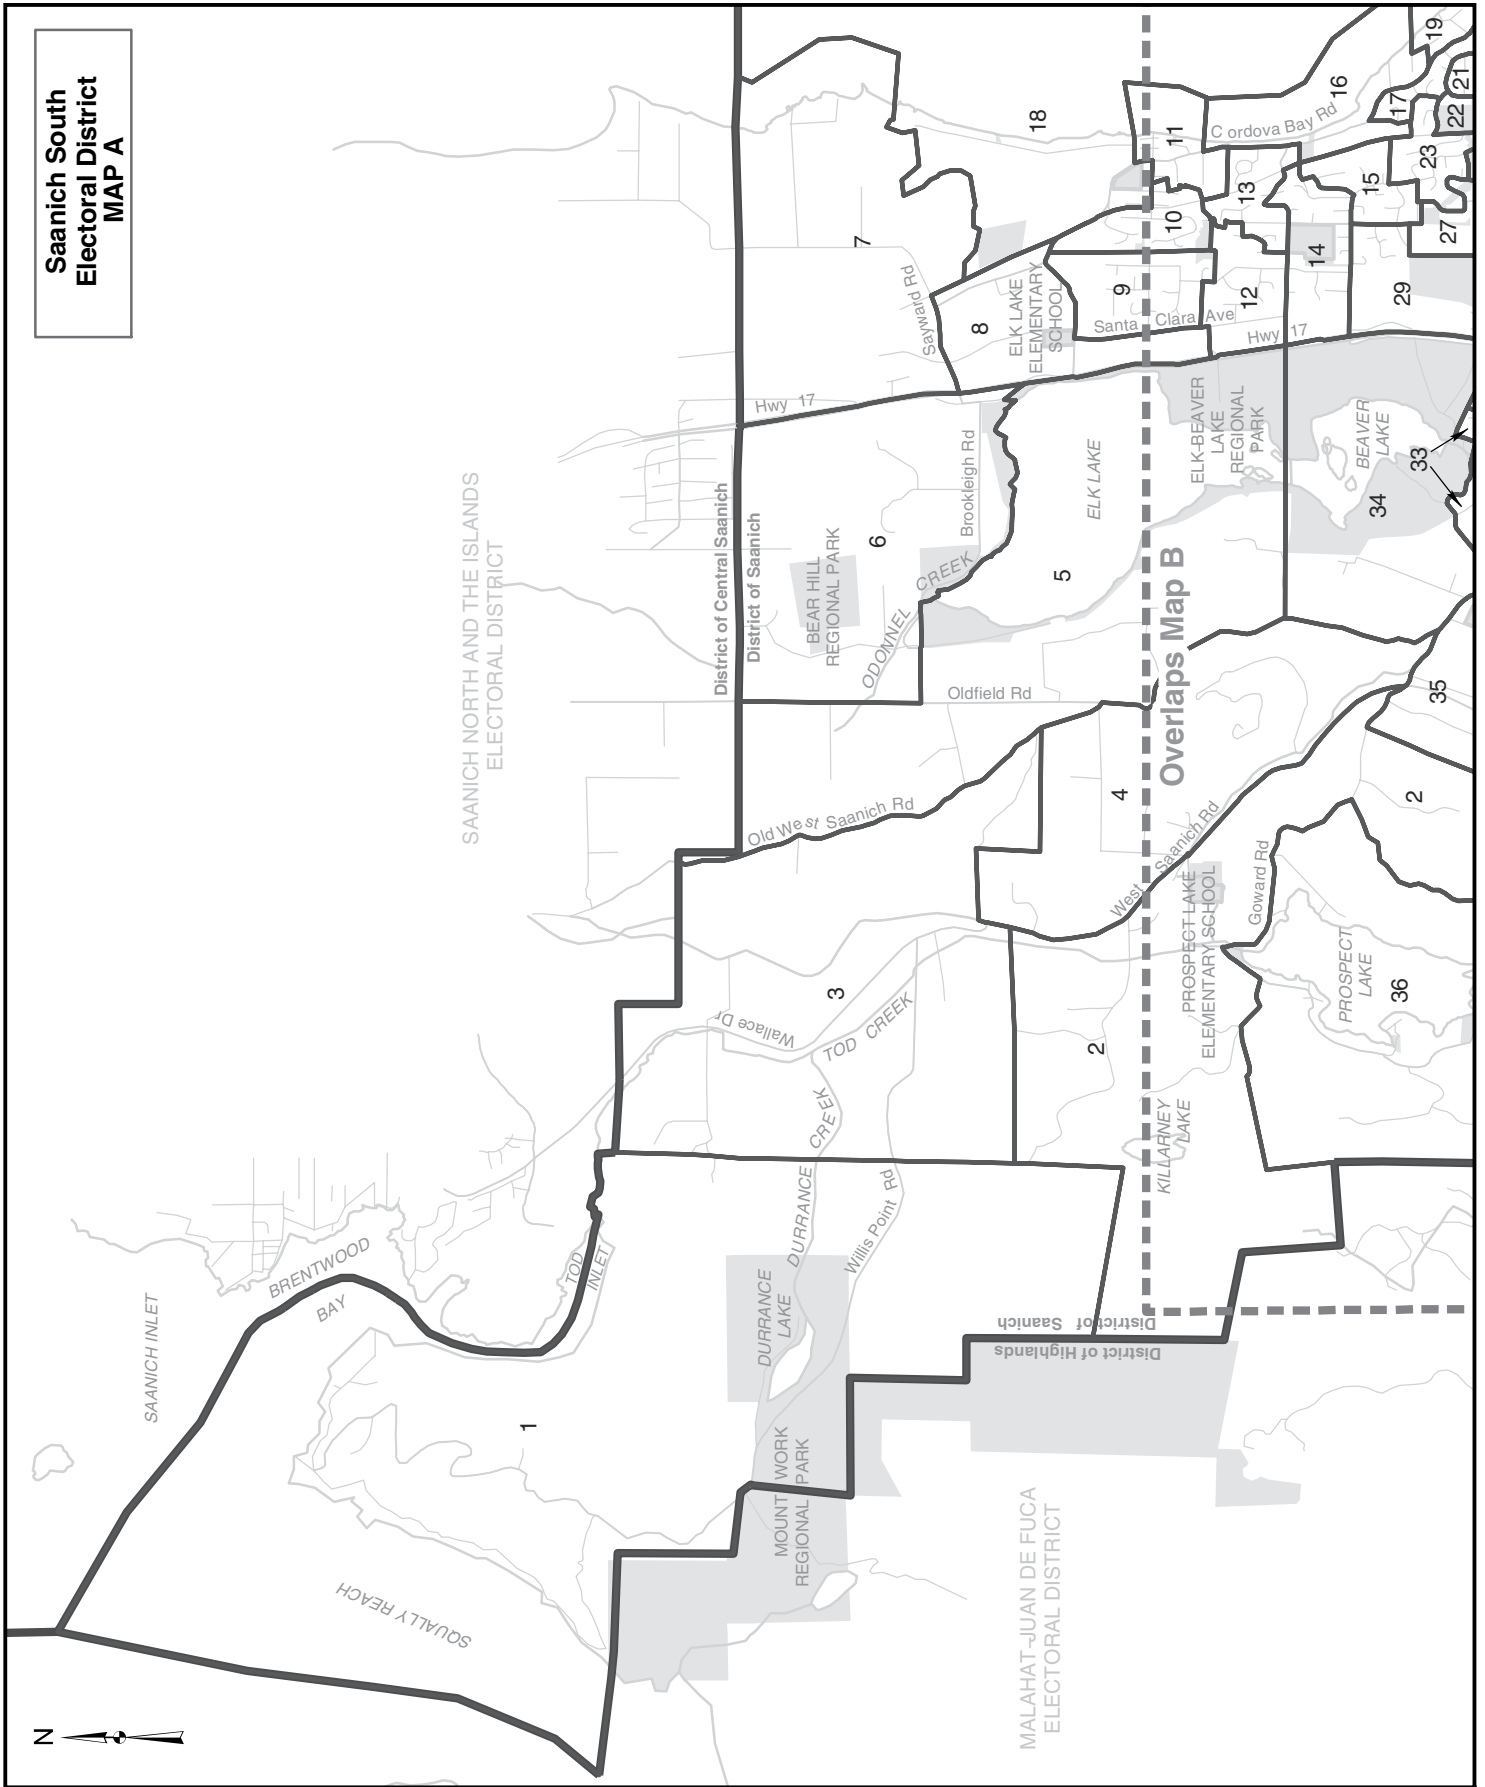 Saanich South
Electoral District
MAP A
N
SAANICH INLET
BRENTWOOD
BAY
SQUALLY REACH
TOD
INLET
1
SAANICH NORTH AND THE ISLANDS
ELECTORAL DISTRICT
District of Central Saanich
District of Saanich
Hwy 17
Sayward Rd
7
18
8
ELK LAKE
ELEMENTARY
SCHOOL
Santa Clara Ave
9
10
11
12
13
14
15
16
17
19
21
22
23
27
29
Cordova Bay Rd
Hwy 17
6
BEAR HILL
REGIONAL PARK
Brookleigh Rd
ODONNEL CREEK
ELK LAKE
5
ELK-BEAVER
LAKE
REGIONAL
PARK
BEAVER
LAKE
33
34
35
Oldfield Rd
Old West Saanich Rd
Overlaps Map B
4
West Saanich Rd
PROSPECT LAKE
ELEMENTARY SCHOOL
Goward Rd
2
PROSPECT
LAKE
36
3
Wallace Dr
TOD CREEK
2
KILLARNEY
LAKE
DURRANCE CREEK
Willis Point Rd
DURRANCE
LAKE
MOUNT WORK
REGIONAL PARK
District of Saanich
District of Highlands
MALAHAT-JUAN DE FUCA
ELECTORAL DISTRICT